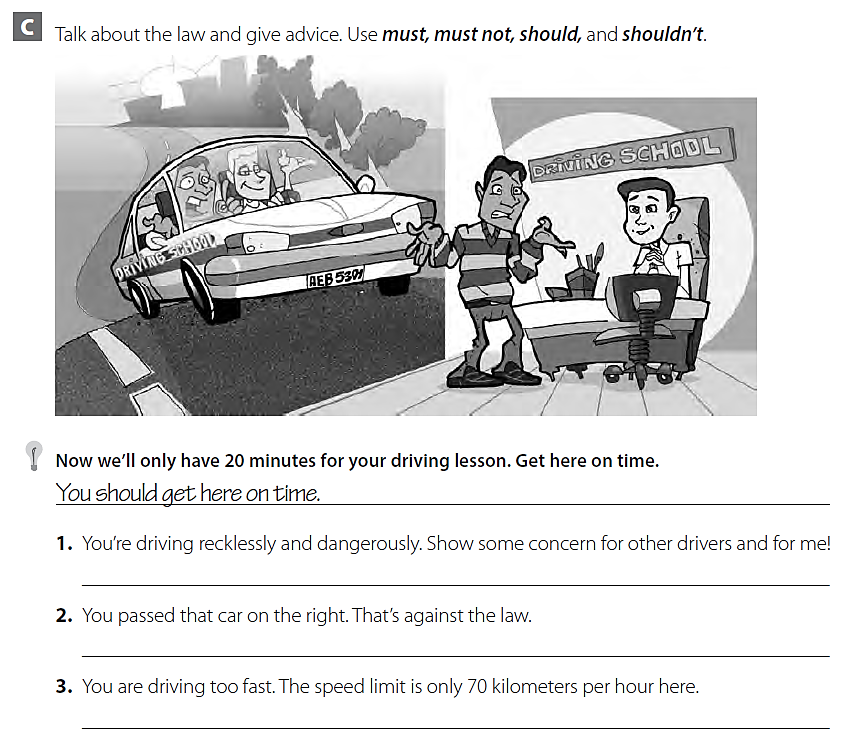 C Talk about the law and give advice. Use must, must not, should, and shouldn't.
DRIVING SCHOOL
DRIVING SCHOOL
AEB 530
Now we'll only have 20 minutes for your driving lesson. Get here on time.
You should get here on time.
1. You're driving recklessly and dangerously. Show some concern for other drivers and for me!
2. You passed that car on the right. That's against the law.
3. You are driving too fast. The speed limit is only 70 kilometers per hour here.